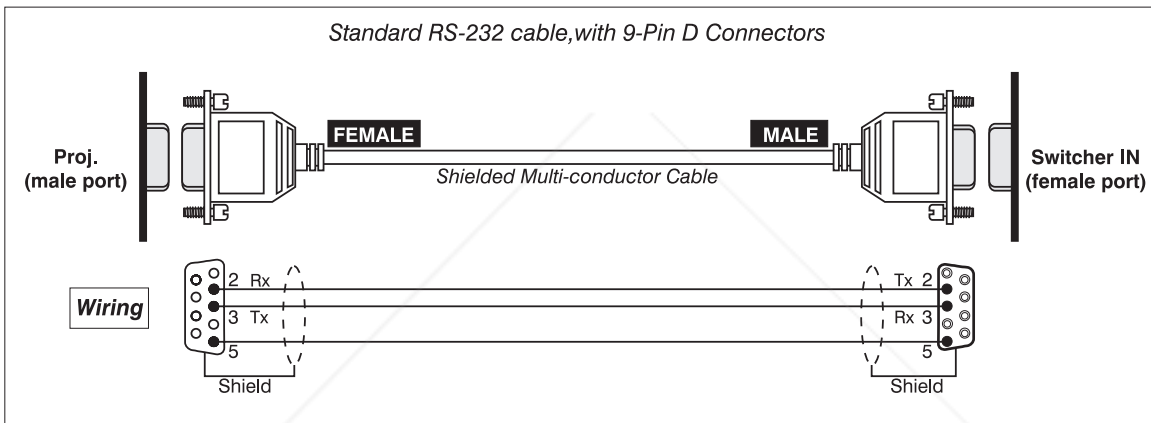 Standard RS-232 cable,with 9-Pin D Connectors
FEMALE
MALE
Proj.
(male port)
Shielded Multi-conductor Cable
Switcher IN
(female port)
Wiring
2 Rx
Tx 2
3 Tx
Rx 3
5
5
Shield
Shield